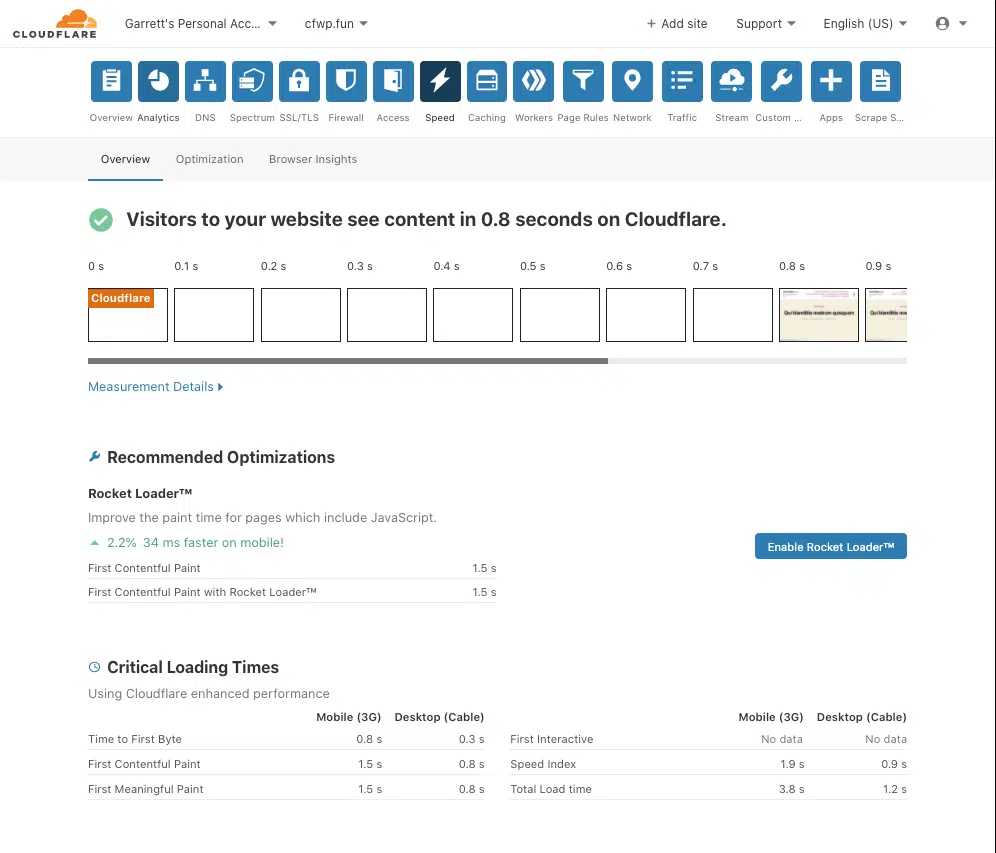 CLOUDFLARE
Garrett's Personal Acc... cfwp.fun + Add site Support English (US)
Overview Analytics DNS Spectrum SSL/TLS Firewall Access Speed Caching Workers Page Rules Network Traffic Stream Custom ... Apps Scrape S...
Overview Optimization Browser Insights
Visitors to your website see content in 0.8 seconds on Cloudflare.
0 s 0.1 s 0.2 s 0.3 s 0.4 s 0.5 s 0.6 s 0.7 s 0.8 s 0.9 s
Cloudflare
Qui blanditiis nostrum quisquam
Measurement Details
Recommended Optimizations
Rocket Loader™
Improve the paint time for pages which include JavaScript.
2.2% 34 ms faster on mobile!
Enable Rocket Loader™
First Contentful Paint 1.5 s
First Contentful Paint with Rocket Loader™ 1.5 s
Critical Loading Times
Using Cloudflare enhanced performance
Mobile (3G) Desktop (Cable) Mobile (3G) Desktop (Cable)
Time to First Byte 0.8 s 0.3 s First Interactive No data No data
First Contentful Paint 1.5 s 0.8 s Speed Index 1.9 s 0.9 s
First Meaningful Paint 1.5 s 0.8 s Total Load time 3.8 s 1.2 s